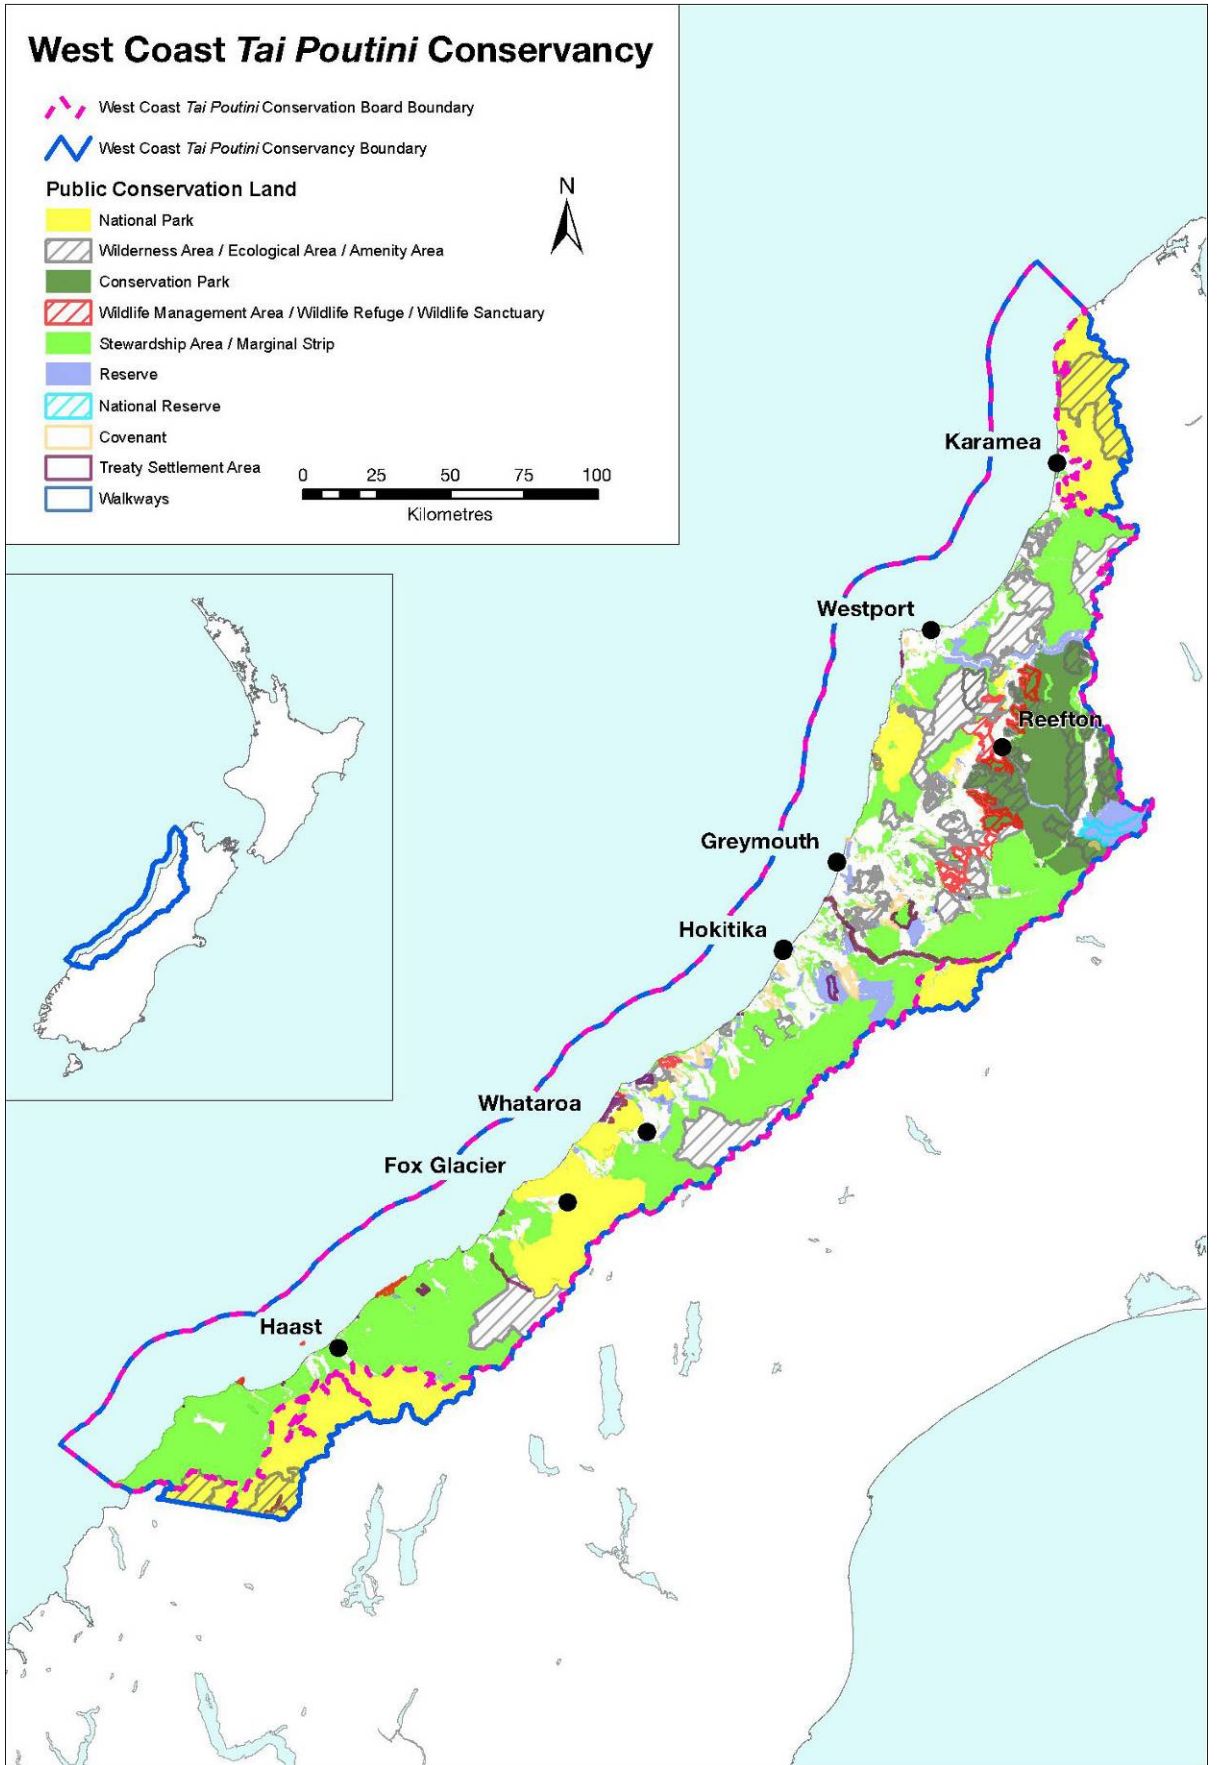 West Coast Tai Poutini Conservancy
West Coast Tai Poutini Conservation Board Boundary
West Coast Tai Poutini Conservancy Boundary
Public Conservation Land
N
National Park
Wilderness Area / Ecological Area / Amenity Area
Conservation Park
Wildlife Management Area / Wildlife Refuge / Wildlife Sanctuary
Stewardship Area / Marginal Strip
Reserve
National Reserve
Covenant
Treaty Settlement Area
Walkways
0 25 50 75 100
Kilometres
Karamea
Westport
Reefton
Greymouth
Hokitika
Whataroa
Fox Glacier
Haast